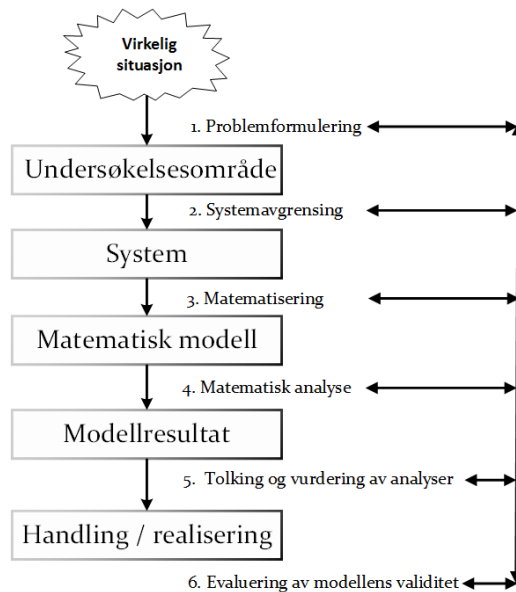 Virkelig
situasjon
1. Problemformulering
Undersøkelsesområde
2. Systemavgrensing
System
3. Matematisering
Matematisk modell
4. Matematisk analyse
Modellresultat
5. Tolking og vurdering av analyser
Handling / realisering
6. Evaluering av modellens validitet